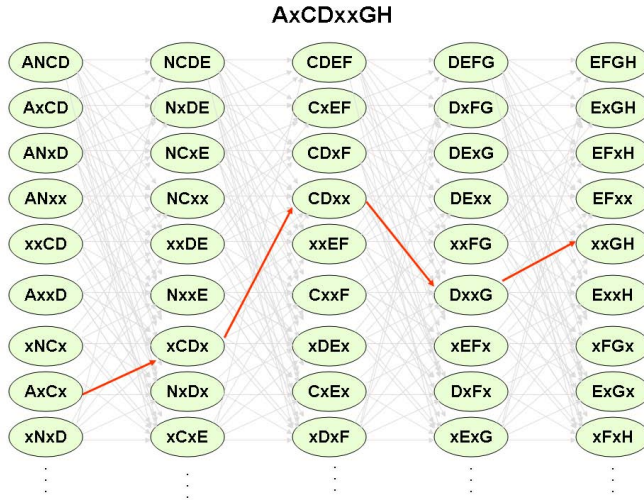 AxCDxxGH
ANCD NCDE CDEF DEFG EFGH
AxCD NxDE CxEF DxFG ExGH
ANxD NCxE CDxF DExG EFxH
ANxx NCxx CDxx DExx EFxx
xxCD xxDE xxEF xxFG xxGH
AxxD NxxE CxxF DxxG ExxH
xNCx xCDx xDEx xEFx xFGx
AxCx NxDx CxEx DxFx ExGx
xNxD xCxE xDxF xExG xFxH